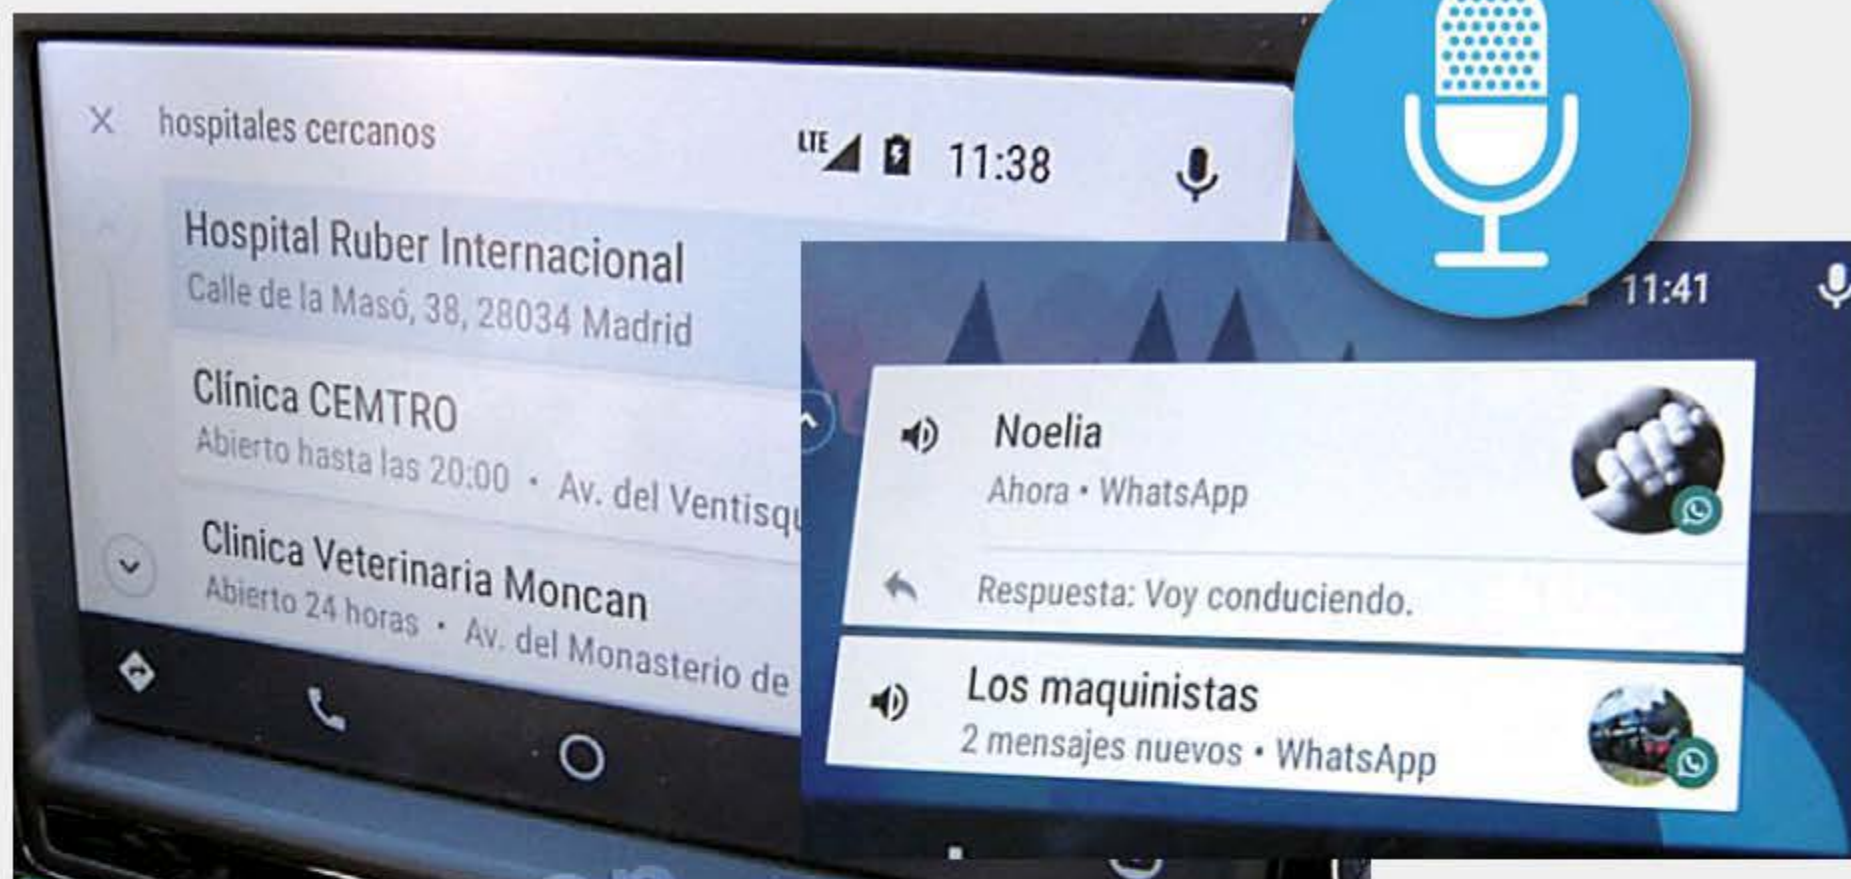 hospitales cercanos
LTE 11:38
Hospital Ruber Internacional
Calle de la Masó, 38, 28034 Madrid
Clínica CEMTRO
Abierto hasta las 20:00 • Av. del
Clinica Veterinaria Moncan
Abierto 24 horas • Av. del Monasterio de
11:41
Noelia
Ahora • WhatsApp
Respuesta: Voy conduciendo.
Los maquinistas
2 mensajes nuevos • WhatsApp